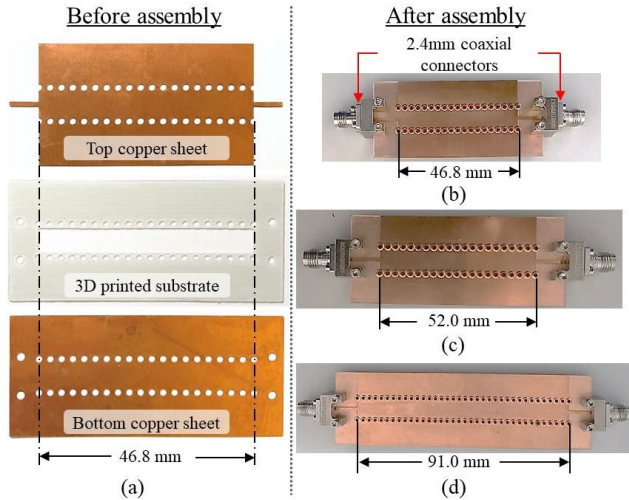 Before assembly
After assembly
2.4mm coaxial
connectors
Top copper sheet
3D printed substrate
Bottom copper sheet
46.8 mm
(a)
46.8 mm
(b)
52.0 mm
(c)
91.0 mm
(d)